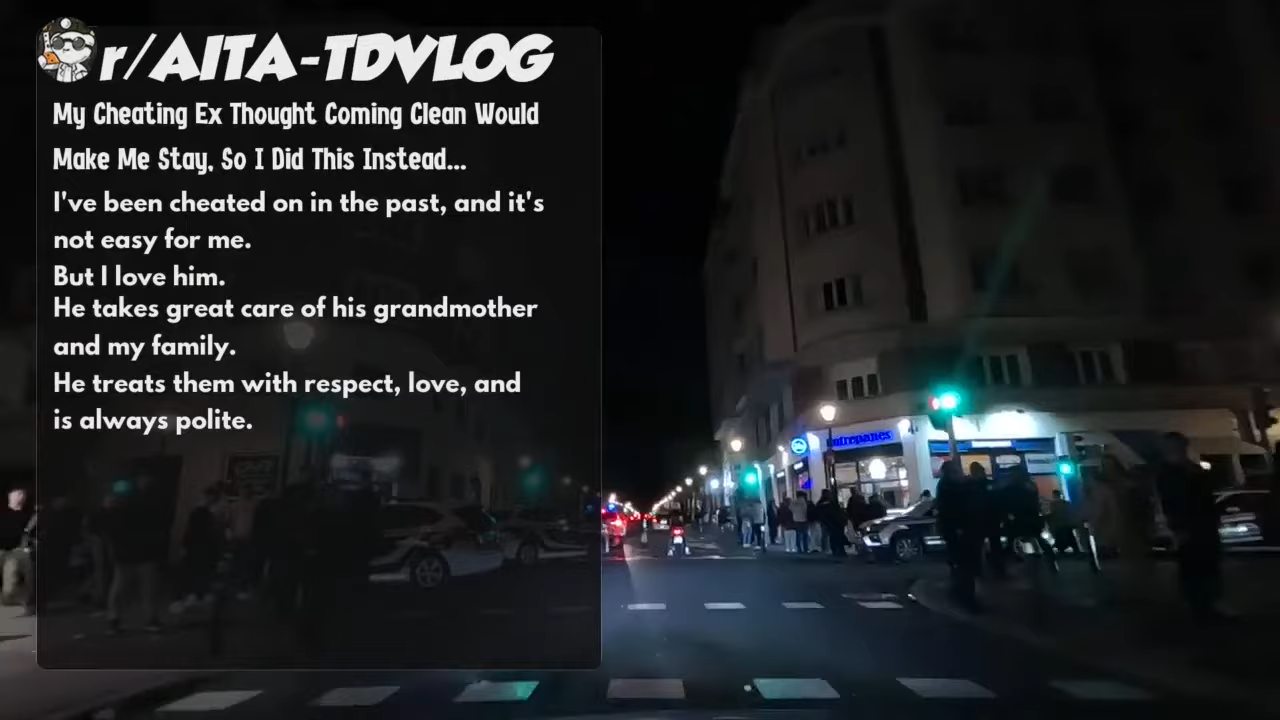 r/AITA-TDVLOG
My Cheating Ex Thought Coming Clean Would
Make Me Stay, So I Did This Instead...
I've been cheated on in the past, and it's
not easy for me.
But I love him.
He takes great care of his grandmother
and my family.
He treats them with respect, love, and
is always polite.